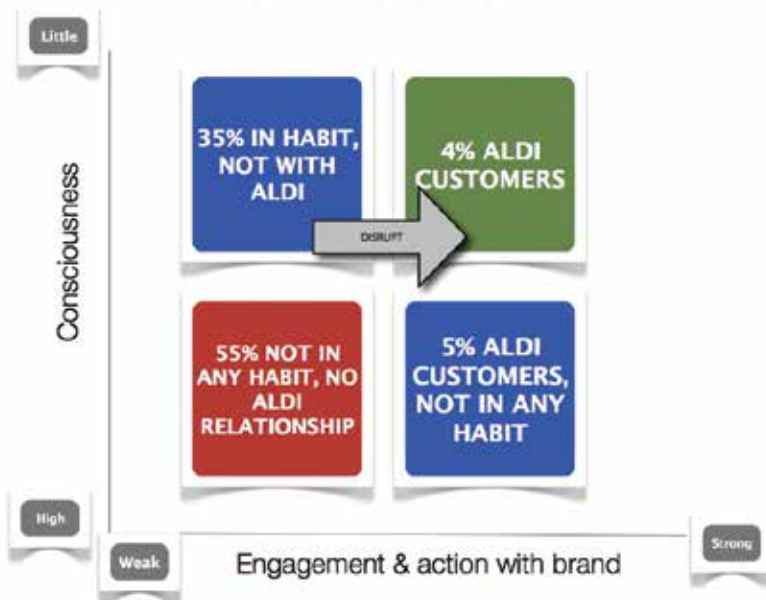 Little
Consciousness
35% IN HABIT,
NOT WITH
ALDI
4% ALDI
CUSTOMERS
DISRUPT
55% NOT IN
ANY HABIT, NO
ALDI
RELATIONSHIP
5% ALDI
CUSTOMERS,
NOT IN ANY
HABIT
High
Weak
Engagement & action with brand
Strong